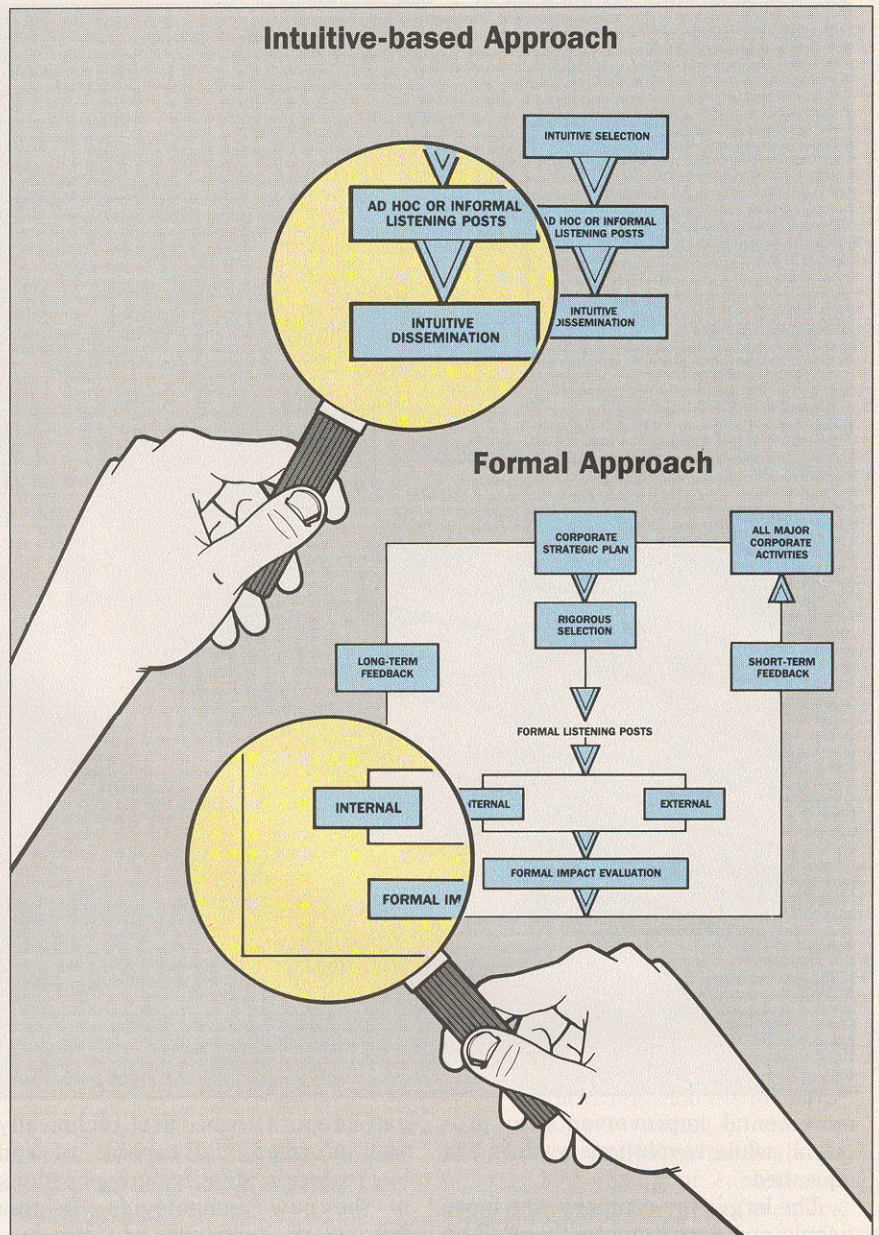 Intuitive-based Approach
INTUITIVE SELECTION
AD HOC OR INFORMAL
LISTENING POSTS
INTUITIVE
DISSEMINATION
AD HOC OR INFORMAL
LISTENING POSTS
INTUITIVE
DISSEMINATION
Formal Approach
CORPORATE
STRATEGIC PLAN
ALL MAJOR
CORPORATE
ACTIVITIES
RIGOROUS
SELECTION
LONG-TERM
FEEDBACK
SHORT-TERM
FEEDBACK
FORMAL LISTENING POSTS
INTERNAL
NTERNAL
EXTERNAL
FORMAL IMPACT EVALUATION
FORMAL IM